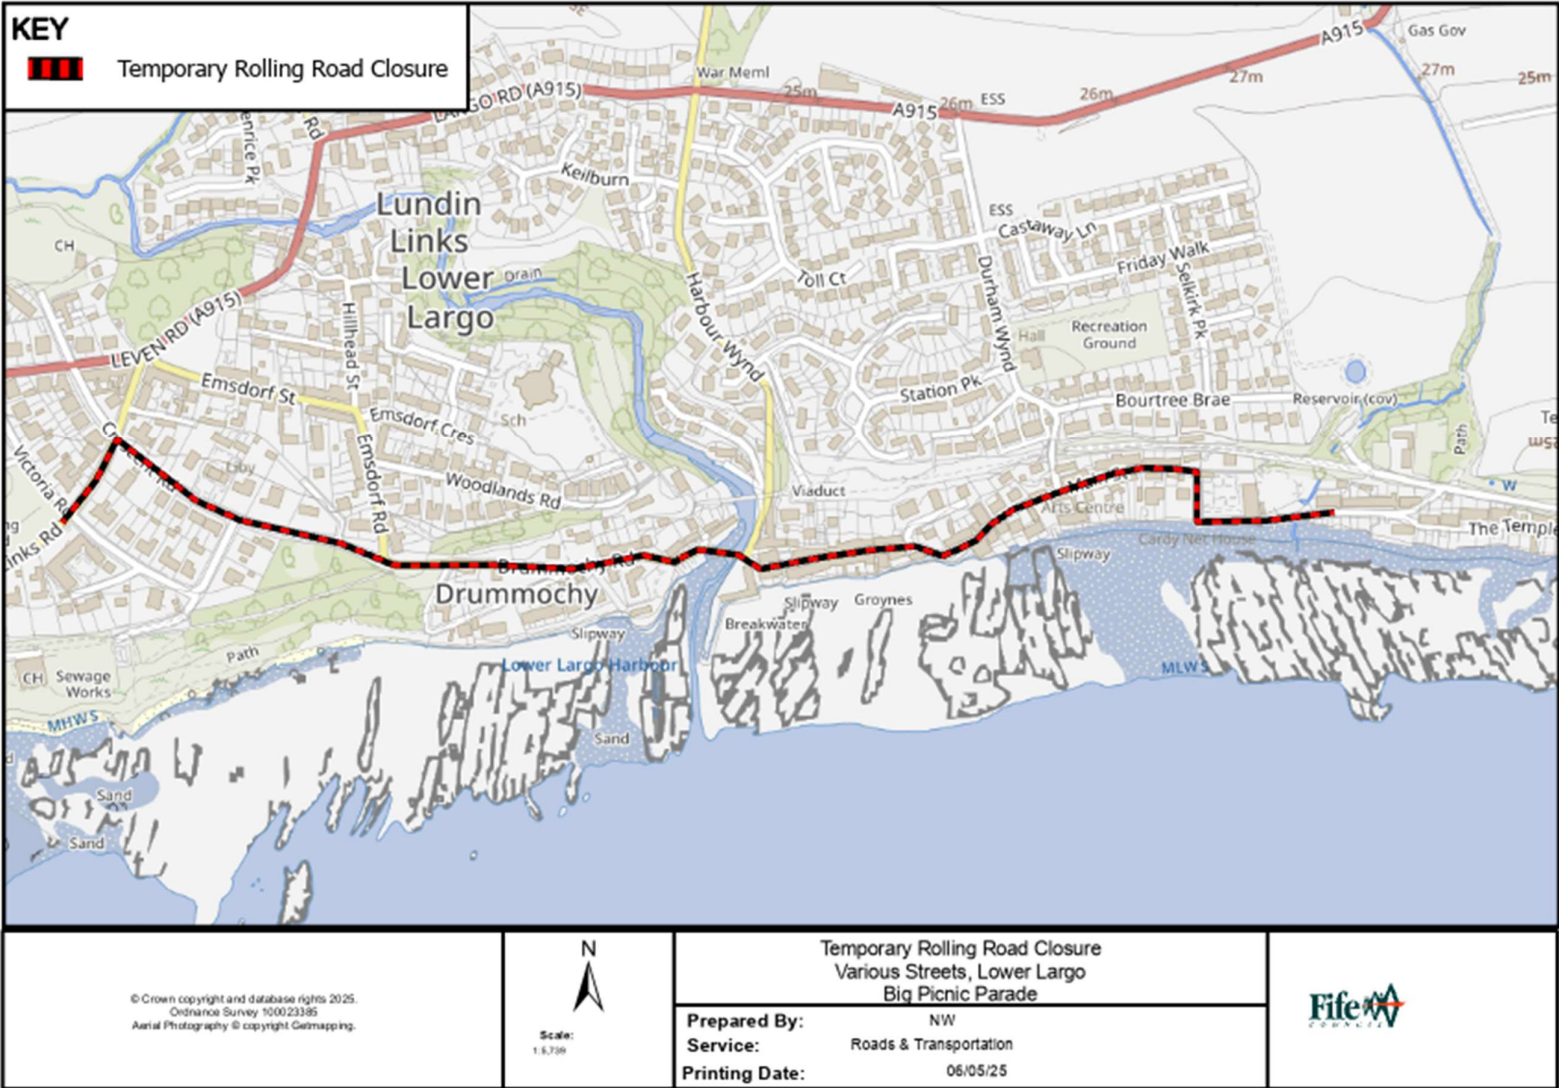 KEY
Temporary Rolling Road Closure
A915
Gas Gov
27m
25m
27m
War Meml
LARGO RD (A915)
25m
A915
26m
ESS
26m
Rd
Keilburn
Lundin
Links
Lower
Largo
CH
ESS
Castaway Ln
Friday Walk
Drain
Toll Ct
Durham Wynd
Selkirk Pk
Harbour Wynd
Hillhead St
LEVEN RD (A915)
Hall
Recreation
Ground
Emsdorf St
Station Pk
Bourtree Brae
Reservoir (cov)
Emsdorf Cres
Sch
Path
Crescent Rd
Victoria Rd
Liby
Emsdorf Rd
Woodlands Rd
Viaduct
W
Arts Centre
Links Rd
The Temple
Cardy Net House
Slipway
Drummochy Rd
Drummochy
Slipway
Groynes
Breakwater
Slipway
Path
Lower Largo Harbour
MLWS
CH
Sewage
Works
MHWS
Sand
Sand
Sand
N
Scale:
1:5,739
© Crown copyright and database rights 2025.
Ordnance Survey 100023385
Aerial Photography © copyright Getmapping.
Temporary Rolling Road Closure
Various Streets, Lower Largo
Big Picnic Parade
Prepared By: NW
Service: Roads & Transportation
Printing Date: 06/05/25
Fife
COUNCIL